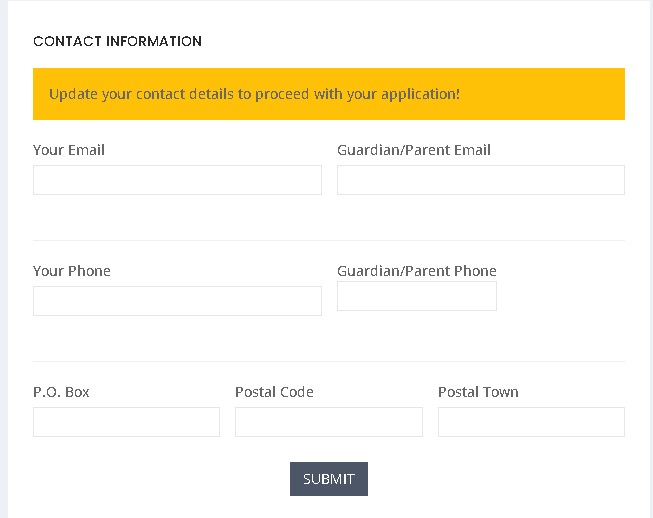 CONTACT INFORMATION
Update your contact details to proceed with your application!
Your Email
Guardian/Parent Email
Your Phone
Guardian/Parent Phone
P.O. Box
Postal Code
Postal Town
SUBMIT